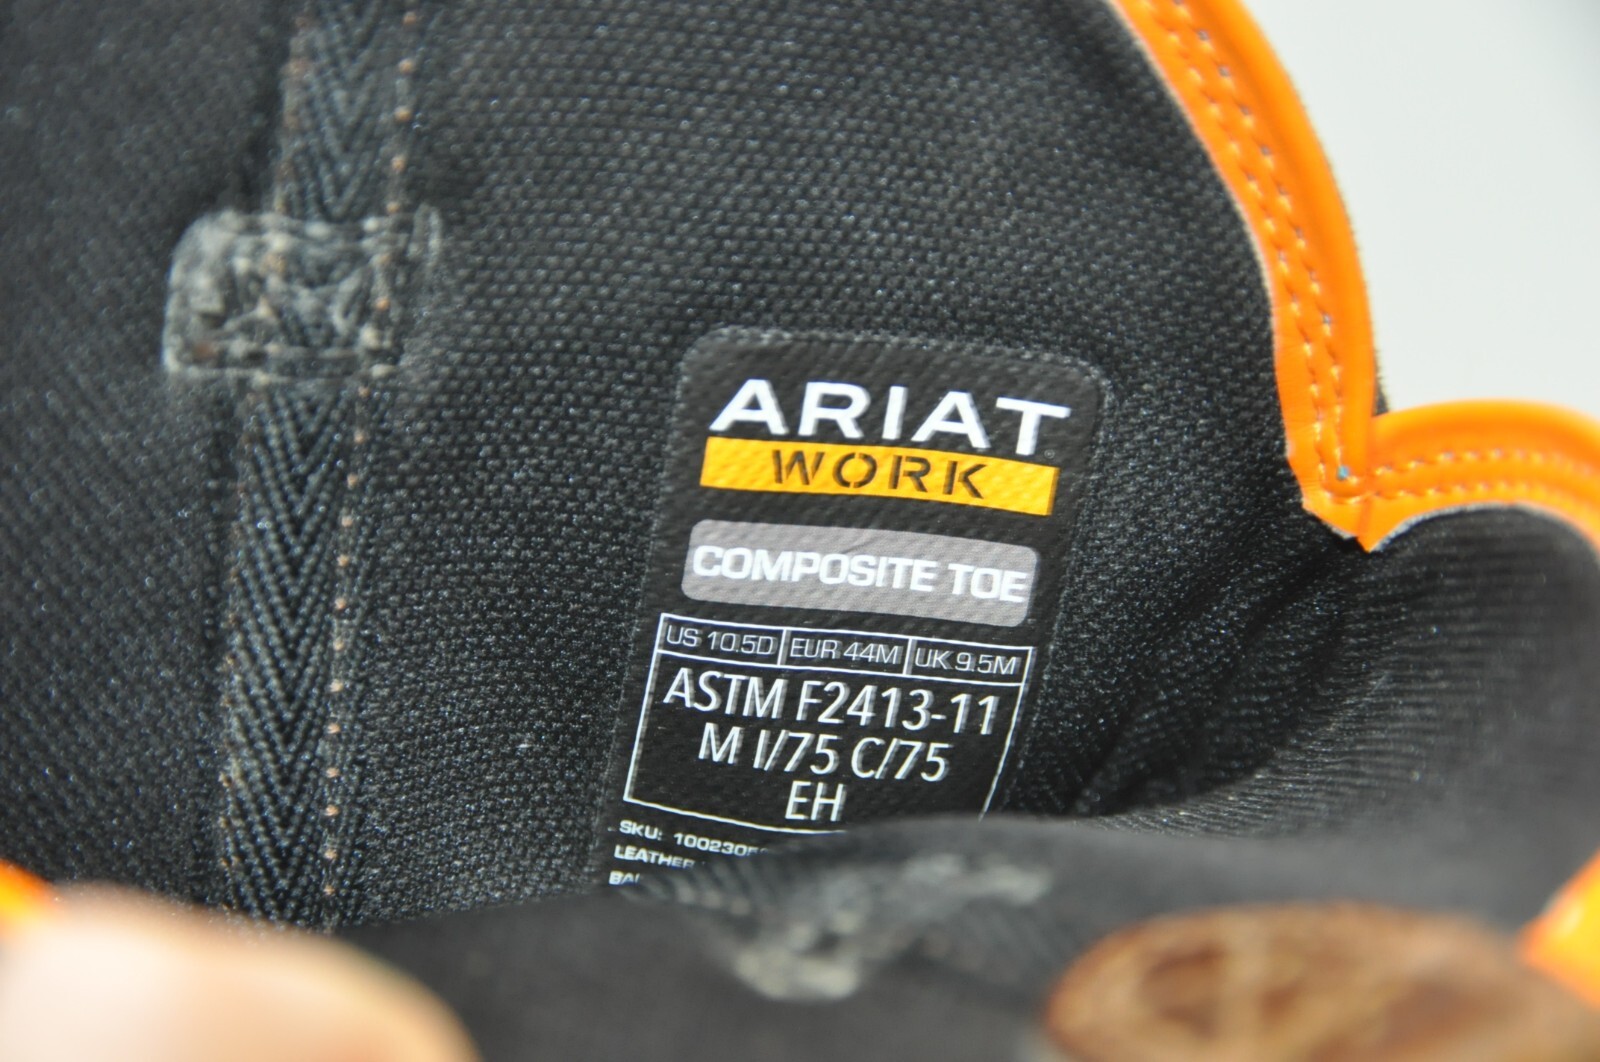 ARIAT
WORK
COMPOSITE TOE
US 10.5D EUR 44M UK 9.5M
ASTM F2413-11
M I/75 C/75
EH
SKU:
LEATHER